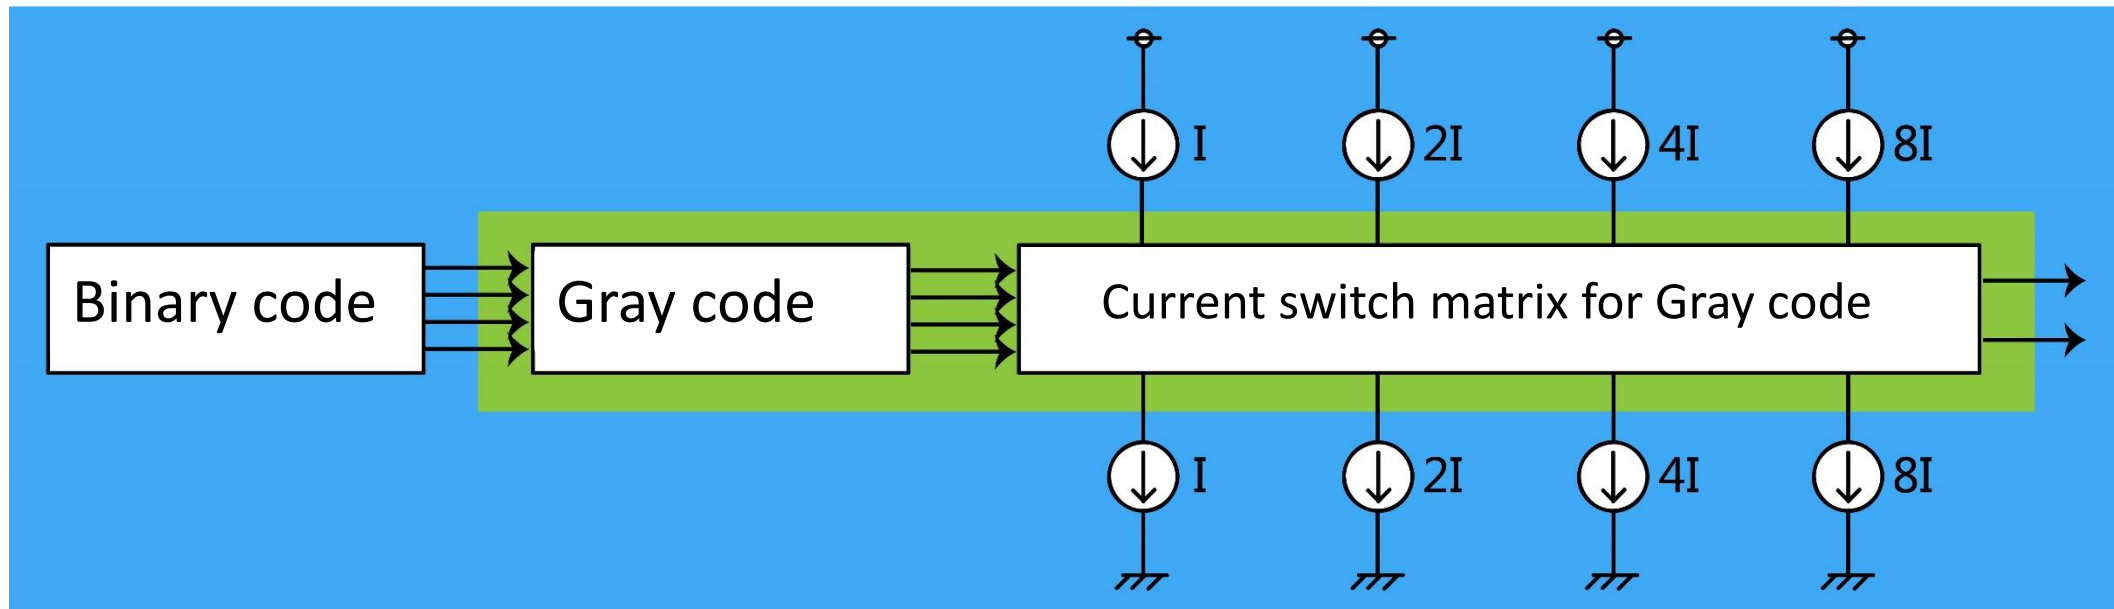 I 2I 4I 8I
Binary code
Gray code
Current switch matrix for Gray code
I 2I 4I 8I